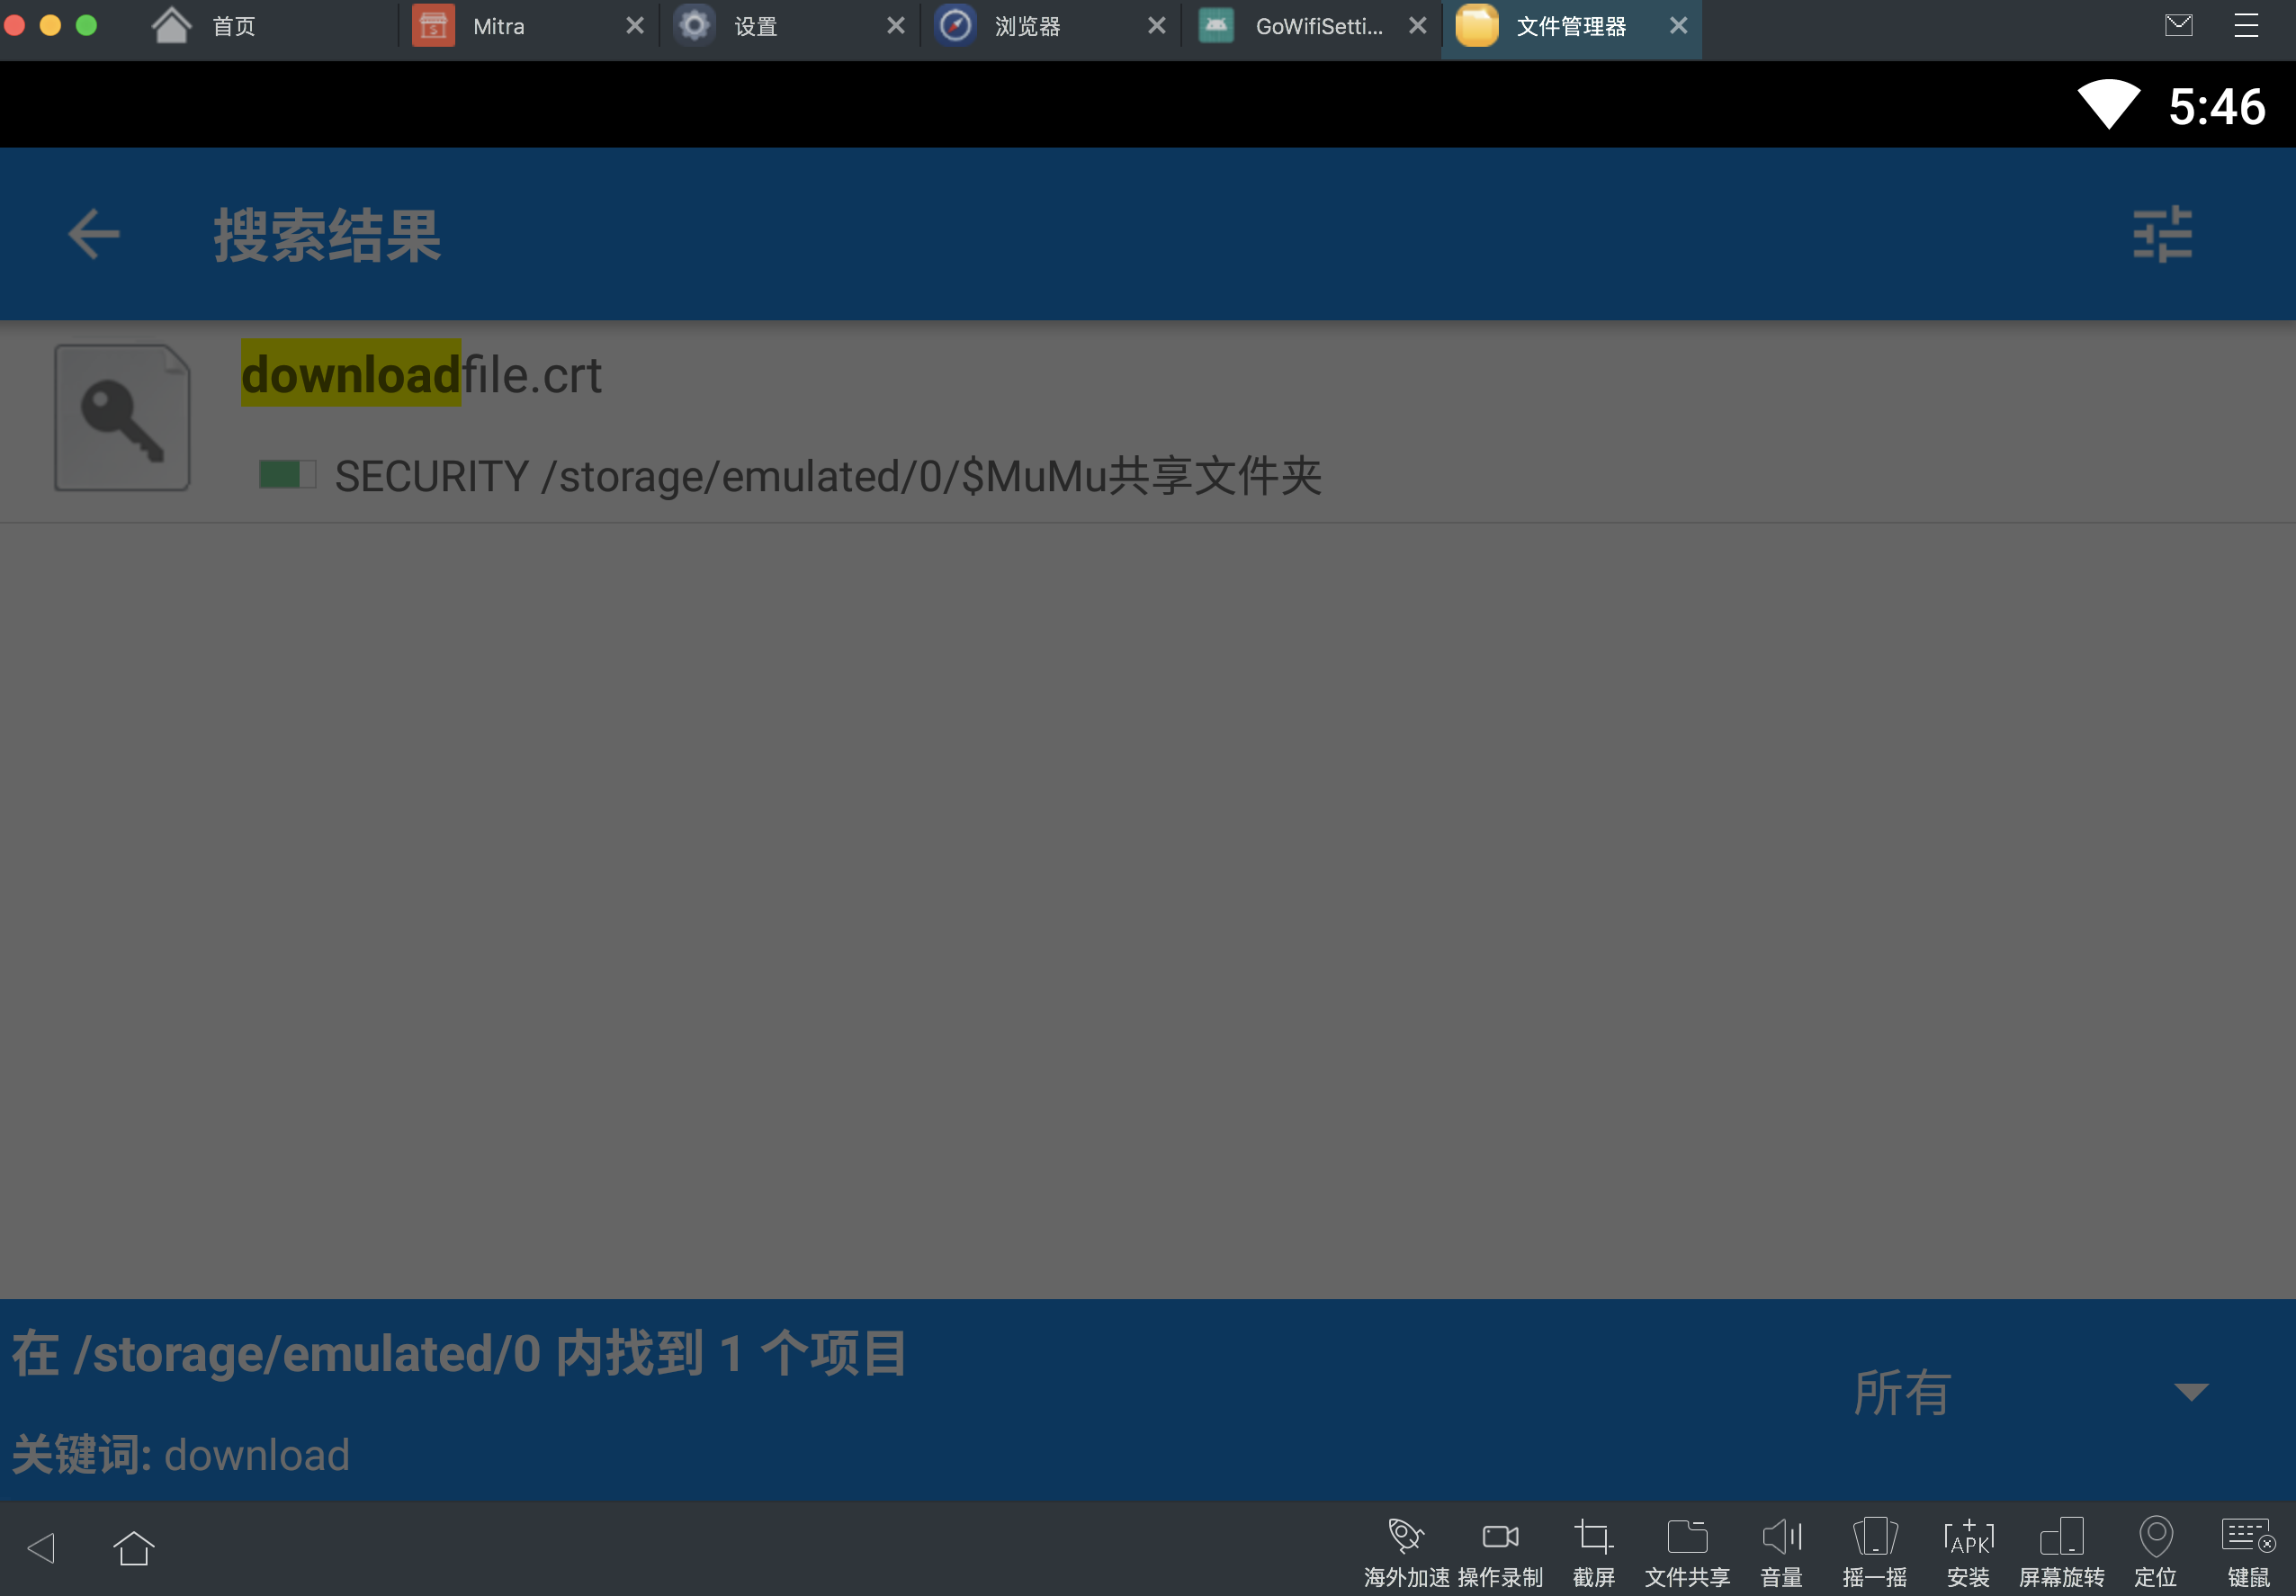 首页
Mitra
设置
浏览器
GoWifiSetti...
文件管理器
5:46
搜索结果
downloadfile.crt
SECURITY /storage/emulated/0/$MuMu共享文件夹
在 /storage/emulated/0 内找到 1 个项目
所有
关键词: download
APK
海外加速 操作录制 截屏 文件共享 音量 摇一摇 安装 屏幕旋转 定位 键鼠